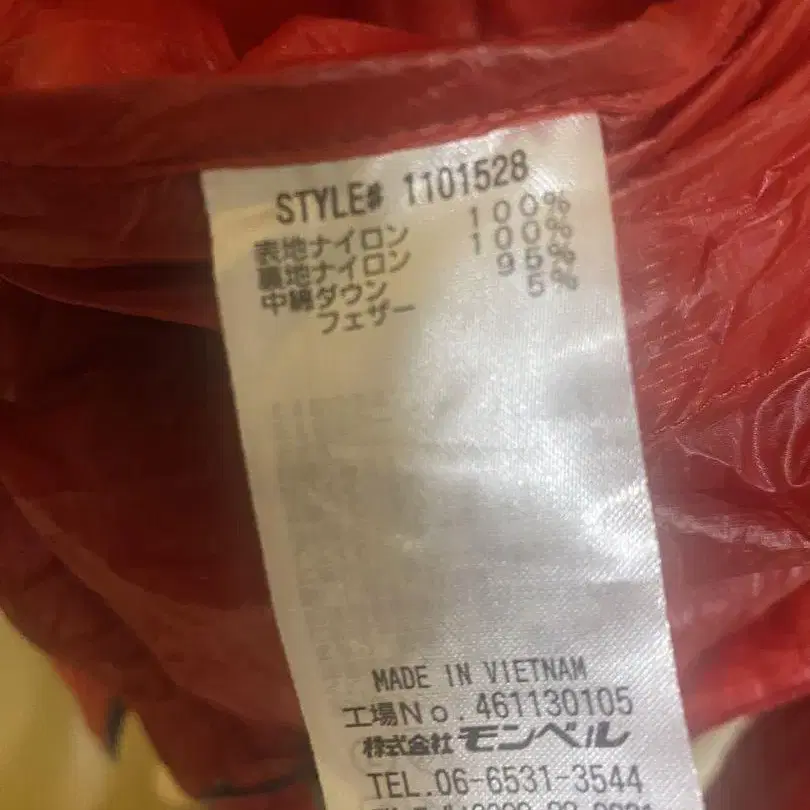 STYLE# 1101528
表地ナイロン 100%
裏地ナイロン 100%
中綿ダウン 95%
フェザー 5%
MADE IN VIETNAM
工場No.461130105
株式会社モンベル
TEL.06-6531-3544